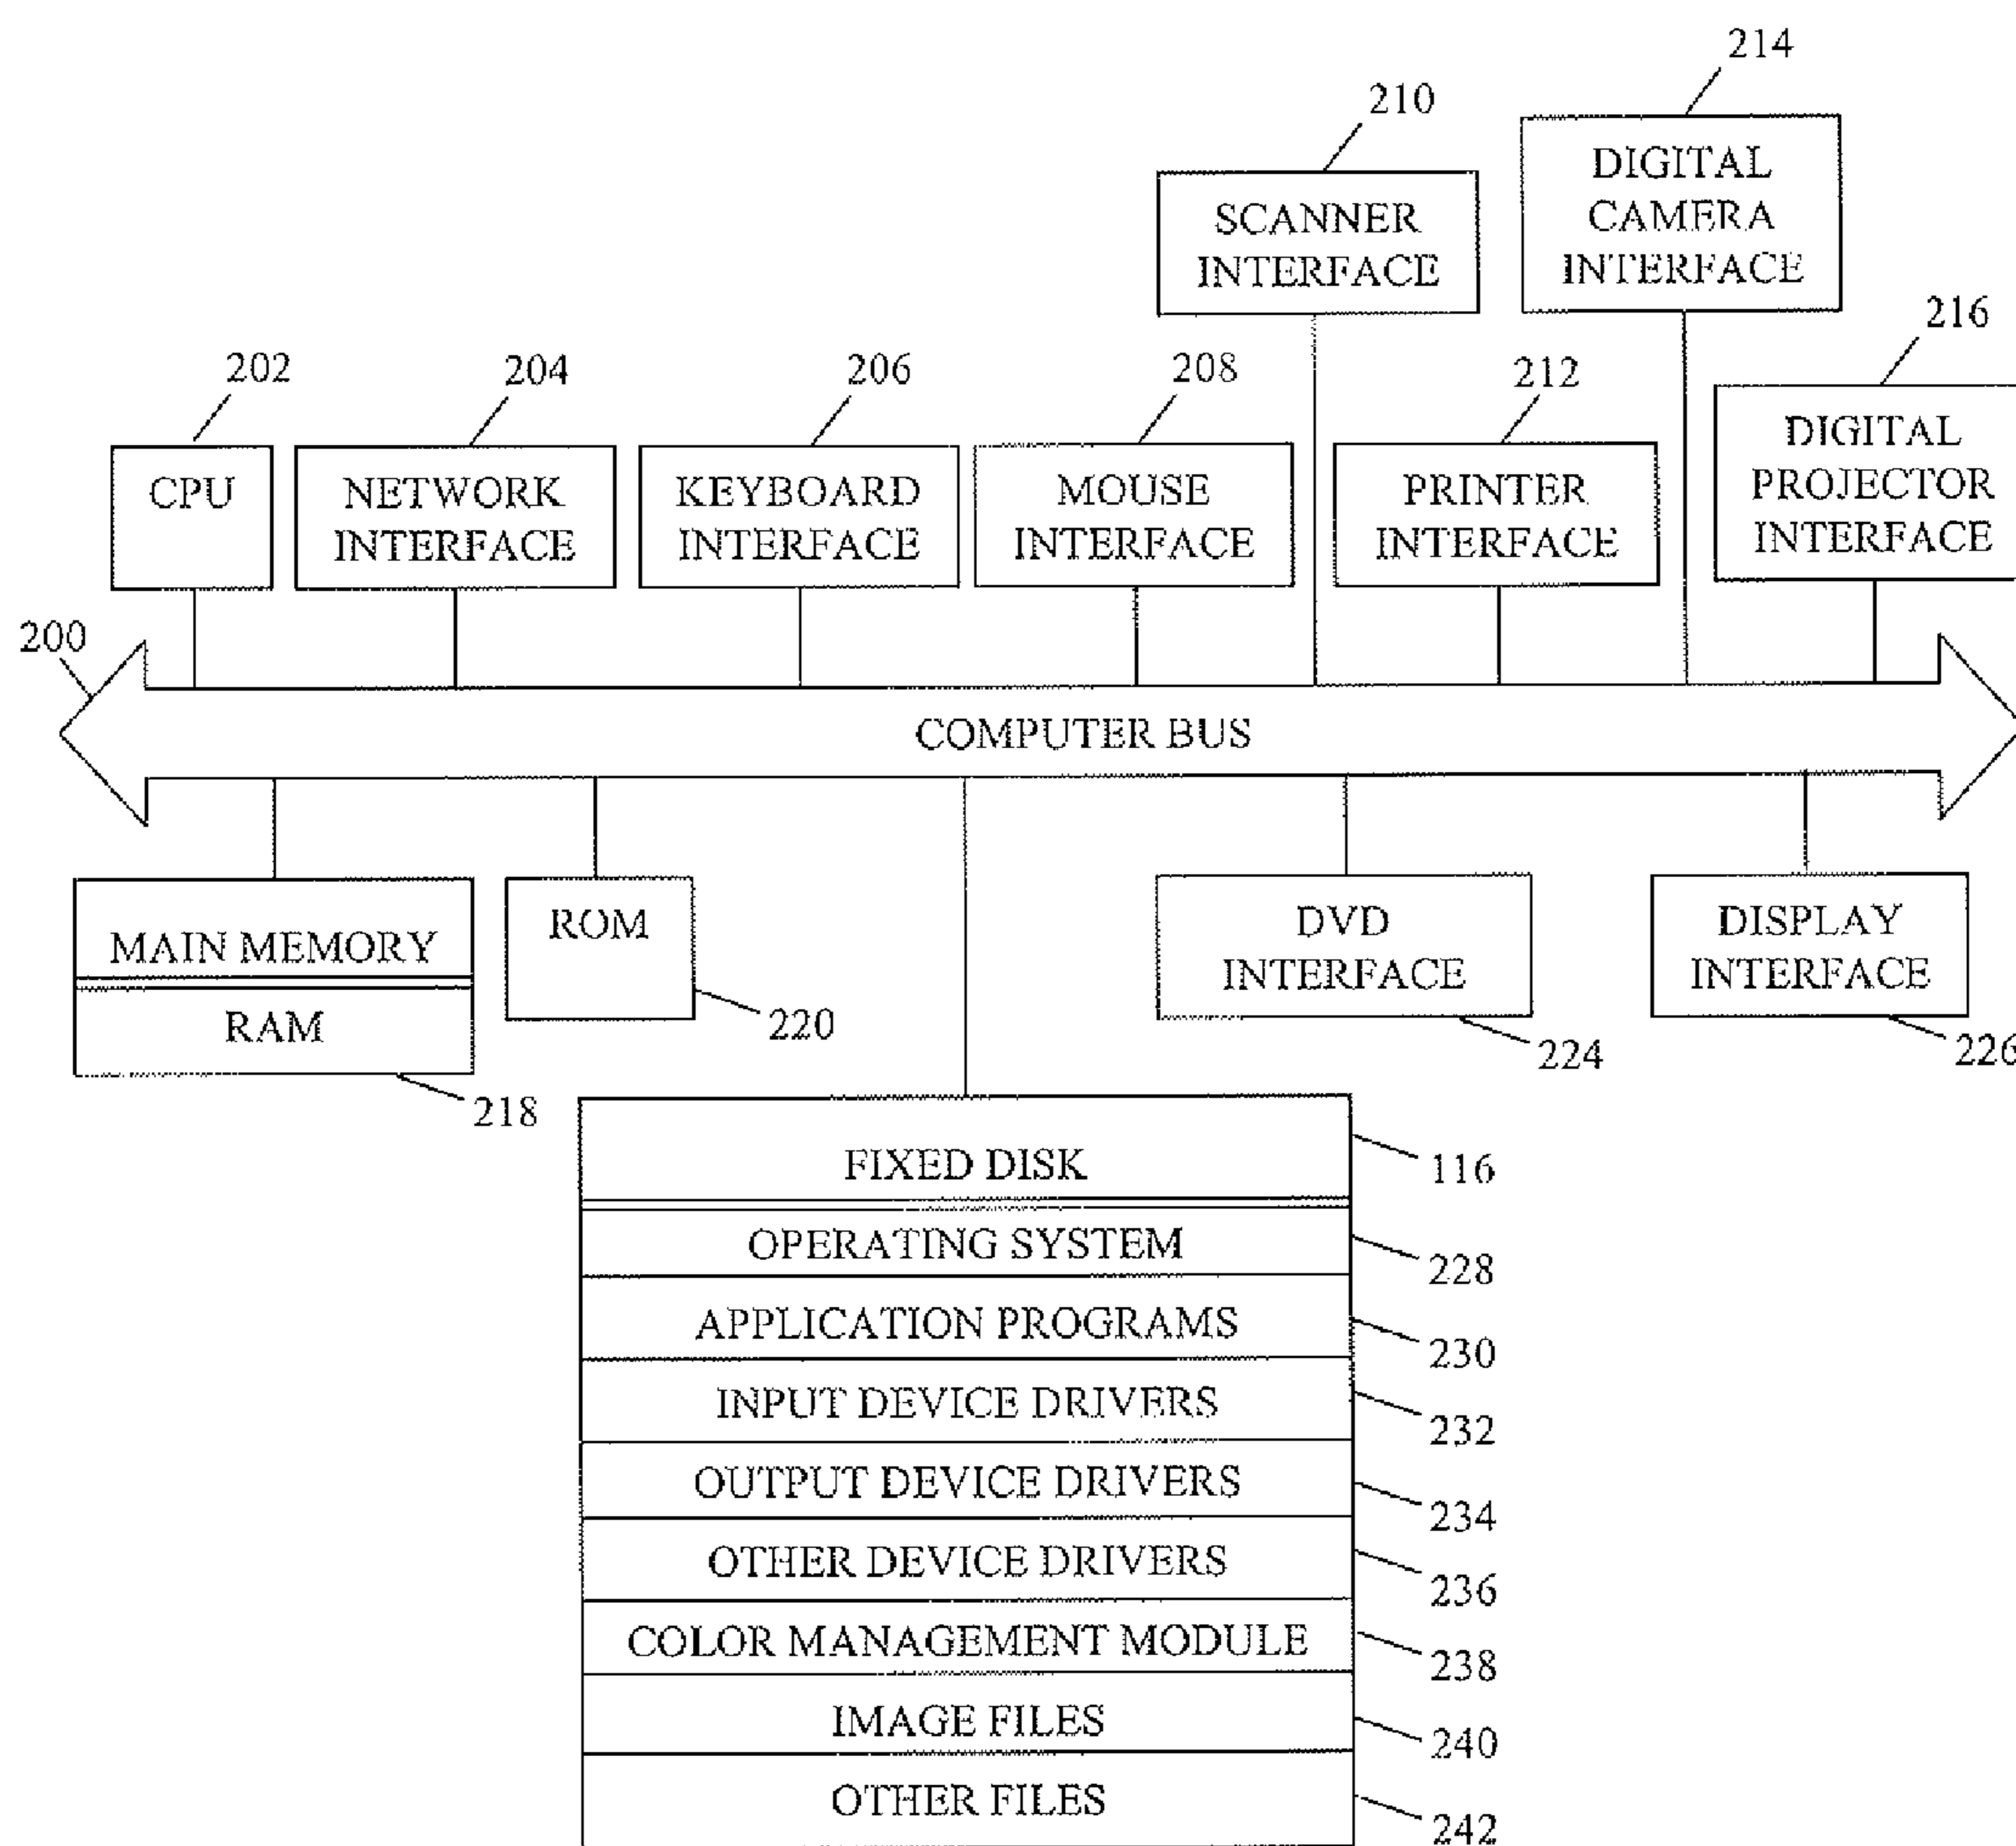 214
210
DIGITAL
CAMERA
INTERFACE
SCANNER
INTERFACE
216
202
204
206
208
212
DIGITAL
PROJECTOR
INTERFACE
CPU
NETWORK
INTERFACE
KEYBOARD
INTERFACE
MOUSE
INTERFACE
PRINTER
INTERFACE
200
COMPUTER BUS
MAIN MEMORY
RAM
218
ROM
220
DVD
INTERFACE
224
DISPLAY
INTERFACE
226
FIXED DISK
116
OPERATING SYSTEM
228
APPLICATION PROGRAMS
230
INPUT DEVICE DRIVERS
232
OUTPUT DEVICE DRIVERS
234
OTHER DEVICE DRIVERS
236
COLOR MANAGEMENT MODULE
238
IMAGE FILES
240
OTHER FILES
242